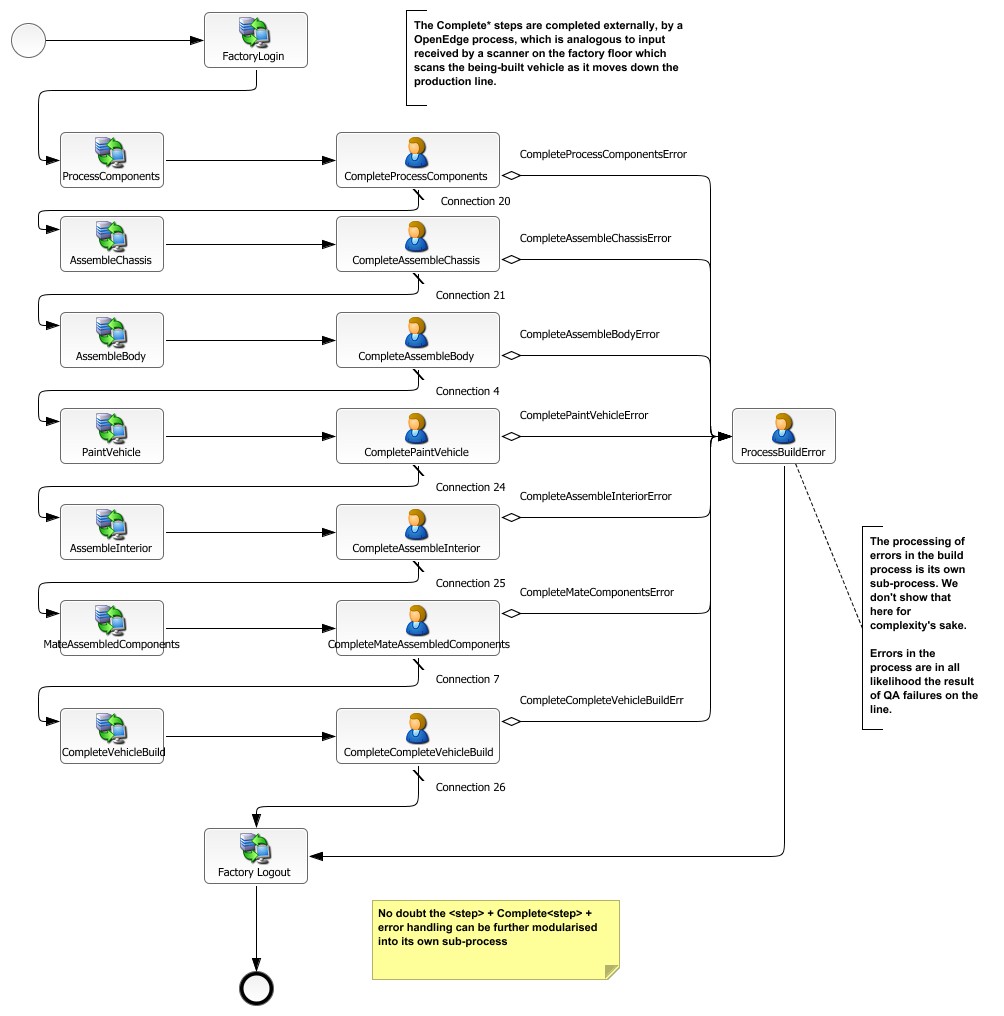 The Complete* steps are completed externally, by a
OpenEdge process, which is analogous to input
received by a scanner on the factory floor which
scans the being-built vehicle as it moves down the
production line.
FactoryLogin
CompleteProcessComponentsError
ProcessComponents
CompleteProcessComponents
Connection 20
CompleteAssembleChassisError
AssembleChassis
CompleteAssembleChassis
Connection 21
CompleteAssembleBodyError
AssembleBody
CompleteAssembleBody
Connection 4
CompletePaintVehicleError
PaintVehicle
CompletePaintVehicle
ProcessBuildError
Connection 24
CompleteAssembleInteriorError
AssembleInterior
CompleteAssembleInterior
The processing of
errors in the build
process is its own
sub-process. We
don't show that
here for
complexity's sake.
Errors in the
process are in all
likelihood the result
of QA failures on the
line.
Connection 25
CompleteMateComponentsError
MateAssembledComponents
CompleteMateAssembledComponents
Connection 7
CompleteCompleteVehicleBuildErr
CompleteVehicleBuild
CompleteCompleteVehicleBuild
Connection 26
Factory Logout
No doubt the <step> + Complete<step> +
error handling can be further modularised
into its own sub-process